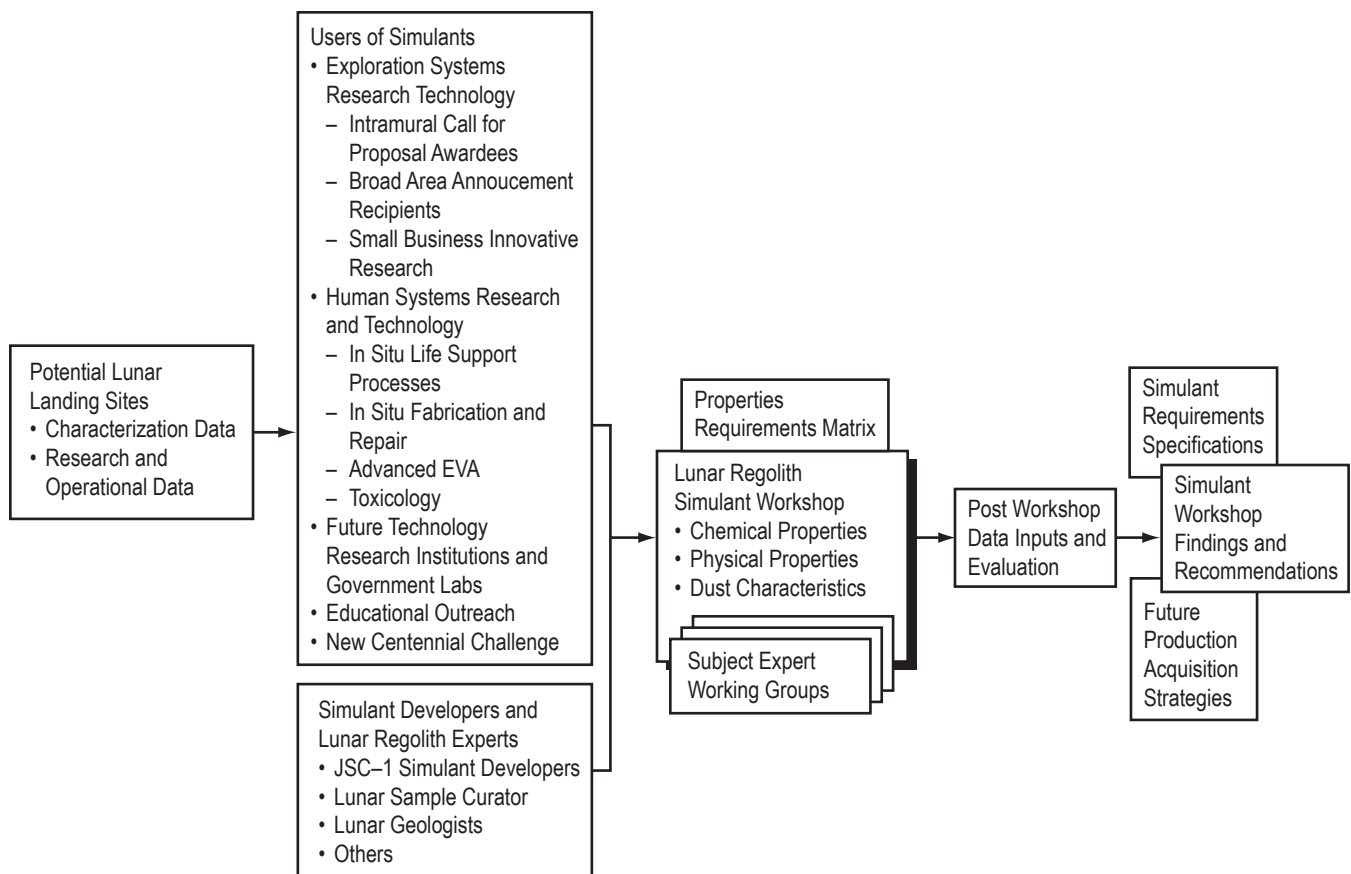 Potential Lunar
Landing Sites
• Characterization Data
• Research and
Operational Data
Users of Simulants
• Exploration Systems
Research Technology
– Intramural Call for
Proposal Awardees
– Broad Area Annoucement
Recipients
– Small Business Innovative
Research
• Human Systems Research
and Technology
– In Situ Life Support
Processes
– In Situ Fabrication and
Repair
– Advanced EVA
– Toxicology
• Future Technology
Research Institutions and
Government Labs
• Educational Outreach
• New Centennial Challenge
Simulant Developers and
Lunar Regolith Experts
• JSC–1 Simulant Developers
• Lunar Sample Curator
• Lunar Geologists
• Others
Properties
Requirements Matrix
Lunar Regolith
Simulant Workshop
• Chemical Properties
• Physical Properties
• Dust Characteristics
Subject Expert
Working Groups
Post Workshop
Data Inputs and
Evaluation
Simulant
Requirements
Specifications
Simulant
Workshop
Findings and
Recommendations
Future
Production
Acquisition
Strategies